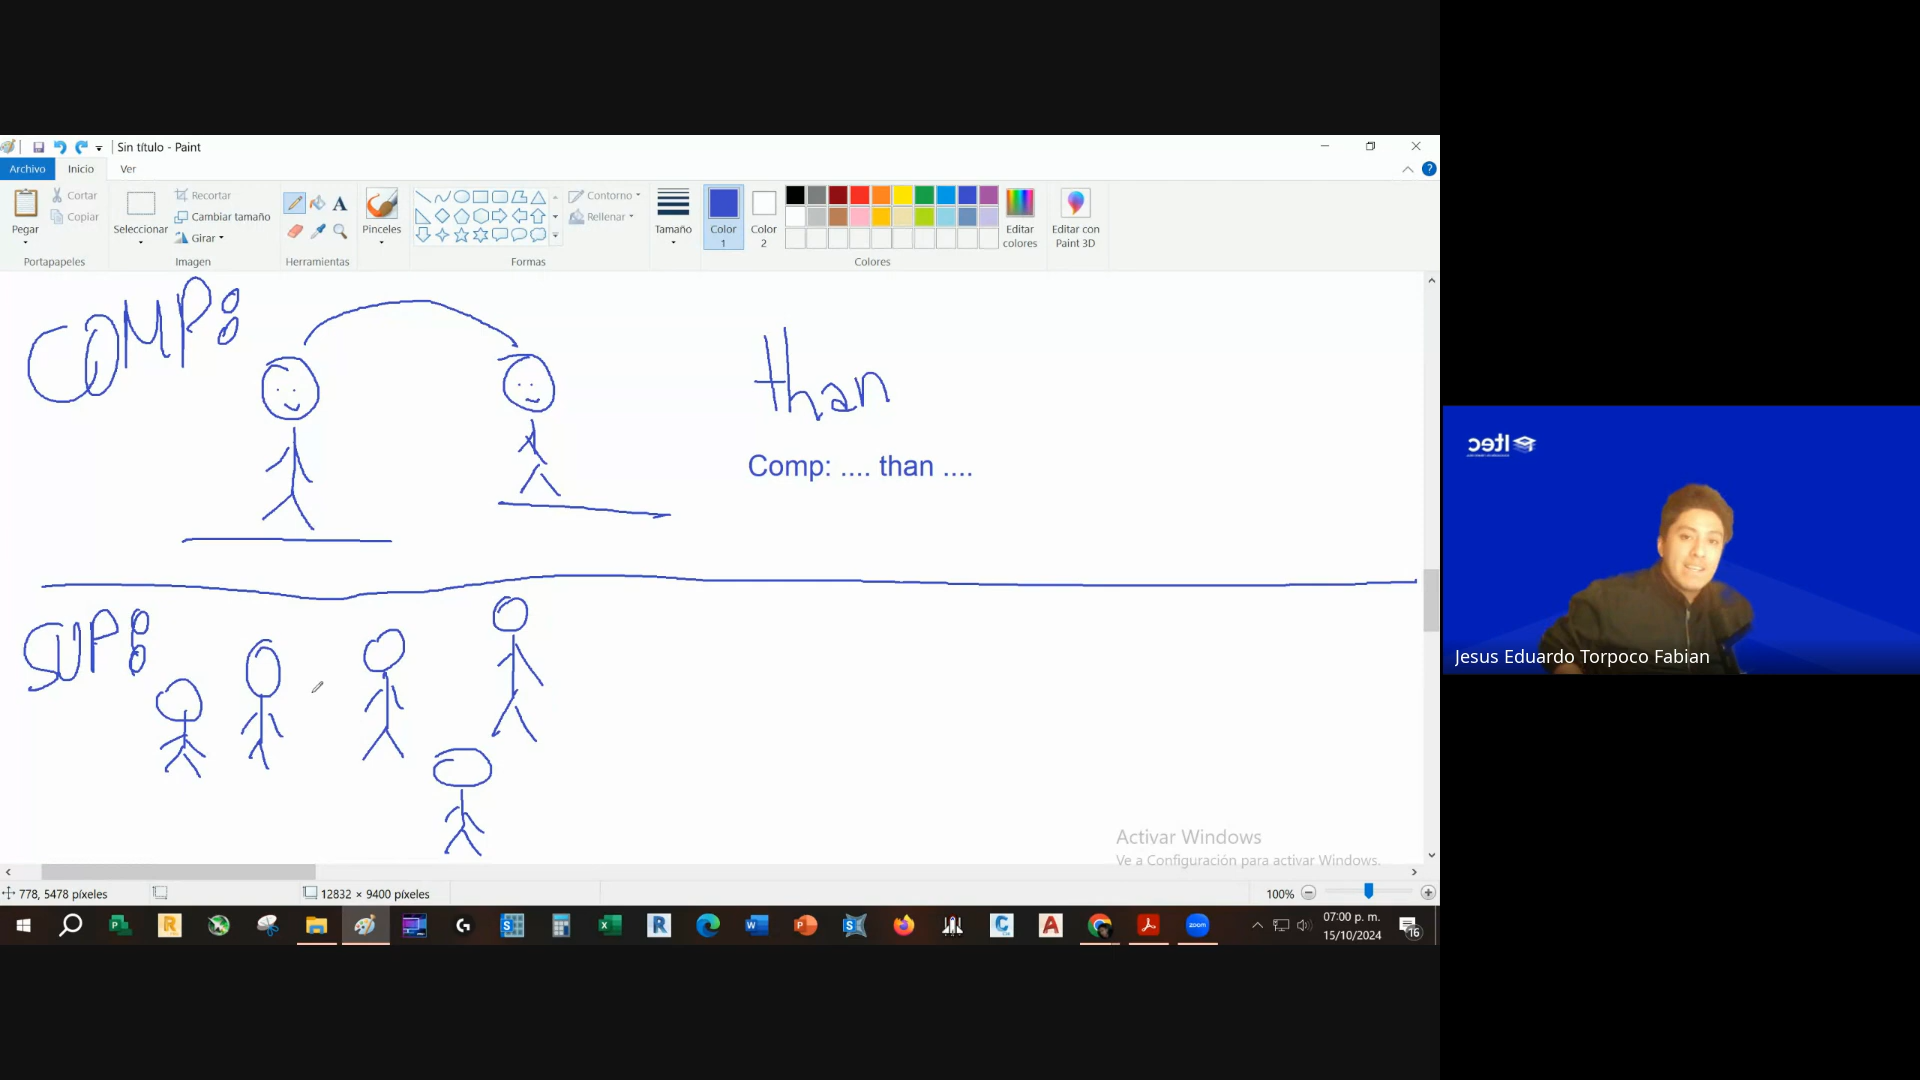 Sin título - Paint
Archivo Inicio Ver
Pegar
Cortar
Copiar
Portapapeles
Seleccionar
Recortar
Cambiar tamaño
Girar
Imagen
A
Herramientas
Pinceles
Formas
Contorno
Rellenar
Tamaño
Color 1
Color 2
Editar colores
Editar con Paint 3D
Colores
COMP:
than
Comp: .... than ....
SUP:
Itec
Jesus Eduardo Torpoco Fabian
Activar Windows
Ve a Configuración para activar Windows.
778, 5478 píxeles
12832 × 9400 píxeles
100%
07:00 p. m.
15/10/2024
16
zoom